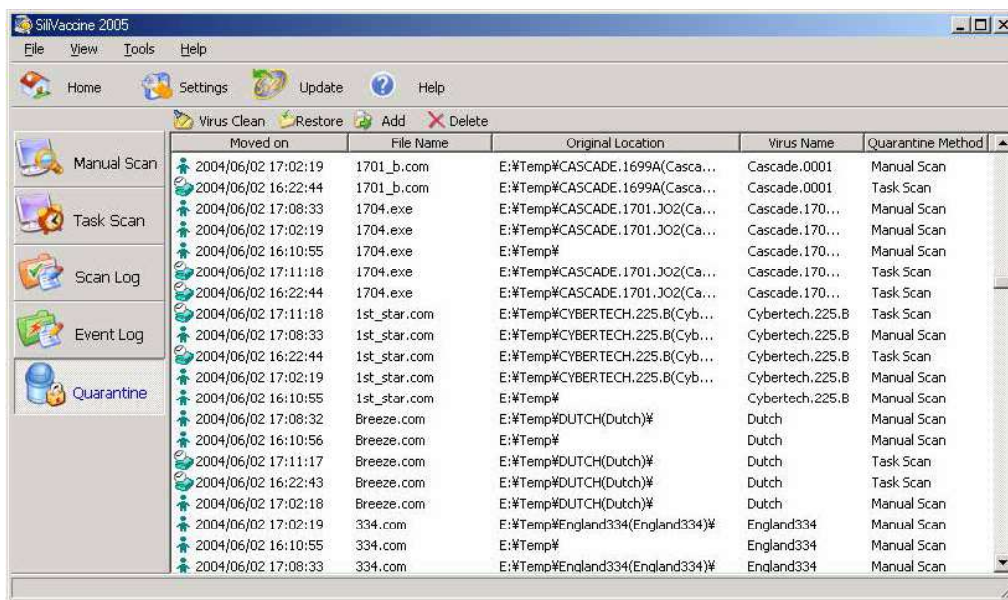 SiliVaccine 2005
File View Tools Help
Home Settings Update Help
Virus Clean Restore Add Delete
Manual Scan
Task Scan
Scan Log
Event Log
Quarantine
Moved on File Name Original Location Virus Name Quarantine Method
2004/06/02 17:02:19 1701_b.com E:¥Temp¥CASCADE.1699A(Casca... Cascade.0001 Manual Scan
2004/06/02 16:22:44 1701_b.com E:¥Temp¥CASCADE.1699A(Casca... Cascade.0001 Task Scan
2004/06/02 17:08:33 1704.exe E:¥Temp¥CASCADE.1701.JO2(Ca... Cascade.170... Manual Scan
2004/06/02 17:02:19 1704.exe E:¥Temp¥CASCADE.1701.JO2(Ca... Cascade.170... Manual Scan
2004/06/02 16:10:55 1704.exe E:¥Temp¥ Cascade.170... Manual Scan
2004/06/02 17:11:18 1704.exe E:¥Temp¥CASCADE.1701.JO2(Ca... Cascade.170... Task Scan
2004/06/02 16:22:44 1704.exe E:¥Temp¥CASCADE.1701.JO2(Ca... Cascade.170... Task Scan
2004/06/02 17:11:18 1st_star.com E:¥Temp¥CYBERTECH.225.B(Cyb... Cybertech.225.B Task Scan
2004/06/02 17:08:33 1st_star.com E:¥Temp¥CYBERTECH.225.B(Cyb... Cybertech.225.B Manual Scan
2004/06/02 16:22:44 1st_star.com E:¥Temp¥CYBERTECH.225.B(Cyb... Cybertech.225.B Task Scan
2004/06/02 17:02:19 1st_star.com E:¥Temp¥CYBERTECH.225.B(Cyb... Cybertech.225.B Manual Scan
2004/06/02 16:10:55 1st_star.com E:¥Temp¥ Cybertech.225.B Manual Scan
2004/06/02 17:08:32 Breeze.com E:¥Temp¥DUTCH(Dutch)¥ Dutch Manual Scan
2004/06/02 16:10:56 Breeze.com E:¥Temp¥ Dutch Manual Scan
2004/06/02 17:11:17 Breeze.com E:¥Temp¥DUTCH(Dutch)¥ Dutch Task Scan
2004/06/02 16:22:43 Breeze.com E:¥Temp¥DUTCH(Dutch)¥ Dutch Task Scan
2004/06/02 17:02:18 Breeze.com E:¥Temp¥DUTCH(Dutch)¥ Dutch Manual Scan
2004/06/02 17:02:19 334.com E:¥Temp¥England334(England334)¥ England334 Manual Scan
2004/06/02 16:10:55 334.com E:¥Temp¥ England334 Manual Scan
2004/06/02 17:08:33 334.com E:¥Temp¥England334(England334)¥ England334 Manual Scan